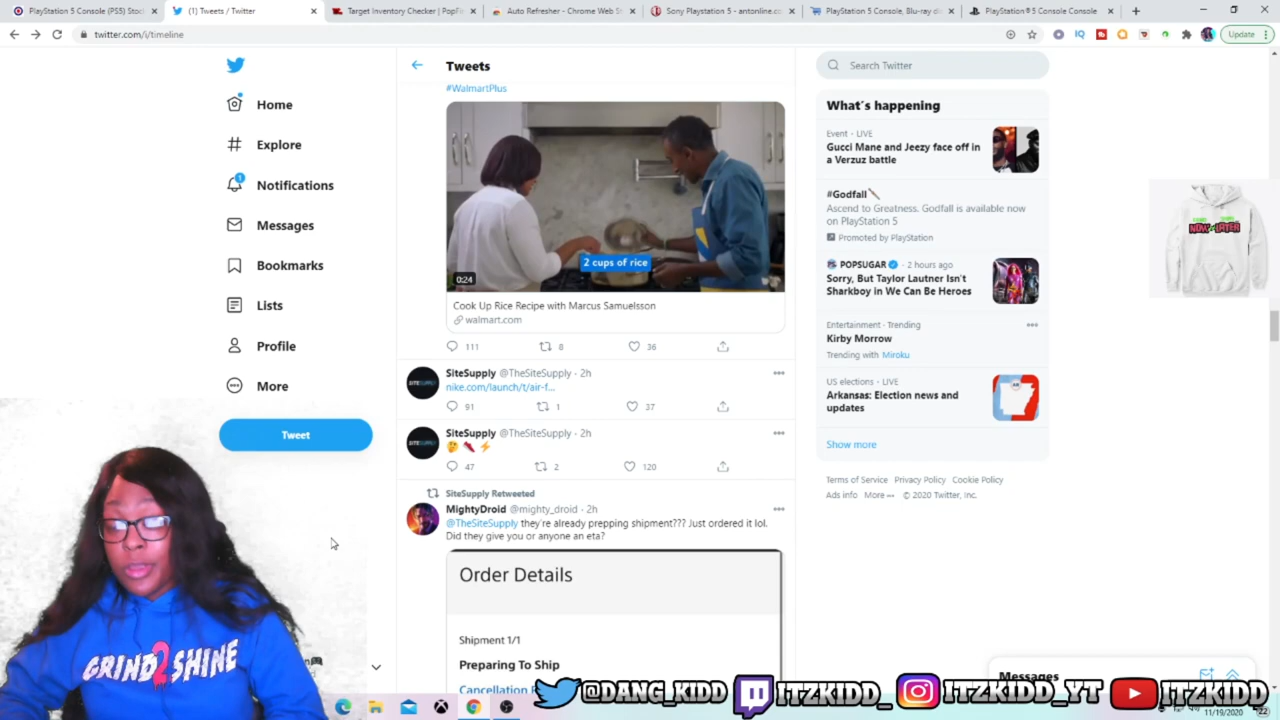 PlayStation 5 Console (PS5) Stock
(1) Tweets / Twitter
Target Inventory Checker | PopFi
Auto Refresher - Chrome Web St
Sony Playstation 5 - antonline.co
PlayStation 5 Console, Blu-ray di
PlayStation®5 Console Console
twitter.com/i/timeline
Update
Home
Explore
1
Notifications
Messages
Bookmarks
Lists
Profile
More
Tweet
Tweets
#WalmartPlus
2 cups of rice
0:24
Cook Up Rice Recipe with Marcus Samuelsson
walmart.com
111 8 36
SiteSupply @TheSiteSupply · 2h
nike.com/launch/t/air-f...
91 1 37
SiteSupply @TheSiteSupply · 2h
47 2 120
SiteSupply Retweeted
MightyDroid @mighty_droid · 2h
@TheSiteSupply they're already prepping shipment??? Just ordered it lol.
Did they give you or anyone an eta?
Order Details
Shipment 1/1
Preparing To Ship
Cancellation
Search Twitter
What's happening
Event · LIVE
Gucci Mane and Jeezy face off in
a Verzuz battle
#Godfall
Ascend to Greatness. Godfall is available now
on PlayStation 5
Promoted by PlayStation
POPSUGAR · 2 hours ago
Sorry, But Taylor Lautner Isn't
Sharkboy in We Can Be Heroes
Entertainment · Trending
Kirby Morrow
Trending with Miroku
US elections · LIVE
Arkansas: Election news and
updates
Show more
Terms of Service Privacy Policy Cookie Policy
Ads info More ••• © 2020 Twitter, Inc.
NOW LATER
GRIND2SHINE
Messages
@DANG_KIDD
ITZKIDD_
ITZKIDD_YT
ITZKIDD
11/19/2020
22